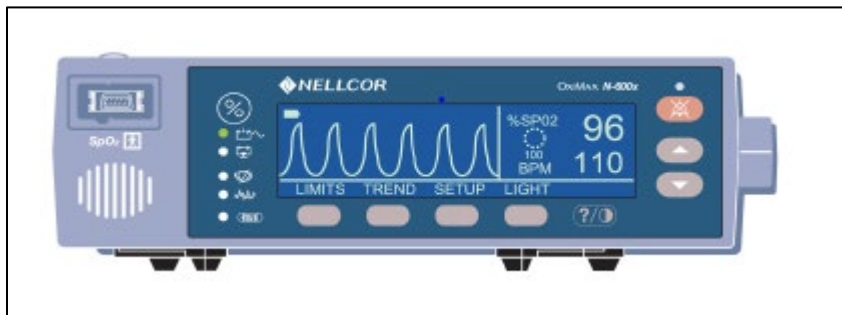 NELLCOR
OXIMAX N-600x
SpO₂
%
%SPO2 96
100
BPM 110
LIMITS TREND SETUP LIGHT
?/